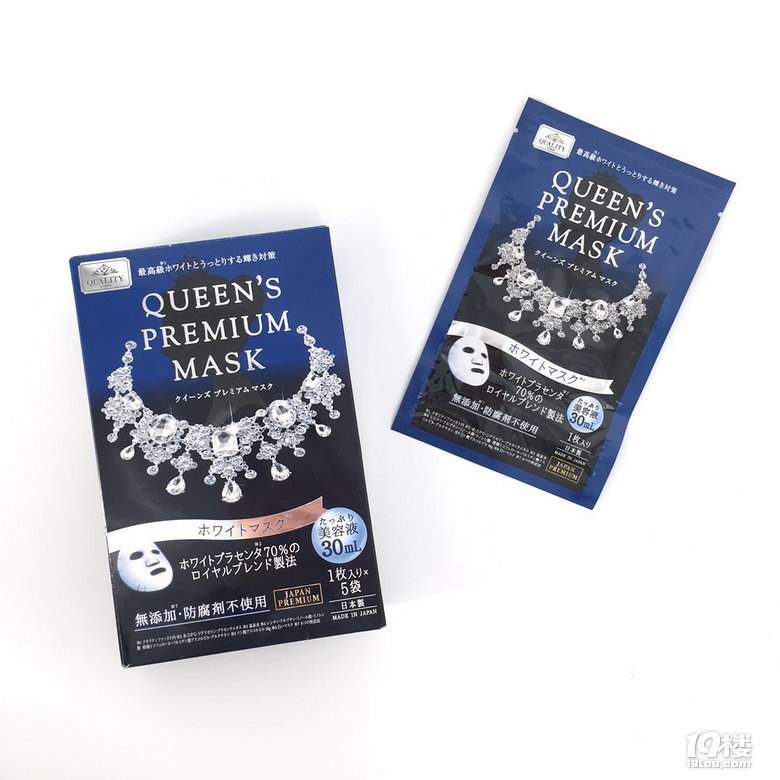 QUALITY
FIRST
最高級ホワイト※1とうっとりする輝き対策
QUEEN'S
PREMIUM
MASK
クイーンズ プレミアム マスク
ホワイトマスク
ホワイトプラセンタ※270%の
ロイヤルブレンド製法
たっぷり
美容液
30mL
無添加・防腐剤不使用
JAPAN
PREMIUM
1枚入り×
5袋
日本製
MADE IN JAPAN
QUALITY
FIRST
最高級ホワイト※1とうっとりする輝き対策
QUEEN'S
PREMIUM
MASK
クイーンズ プレミアム マスク
ホワイトマスク
ホワイトプラセンタ70%の
ロイヤルブレンド製法
たっぷり
美容液
30mL
無添加・防腐剤不使用
1枚入り
日本製
MADE IN JAPAN
JAPAN
PREMIUM
19楼
19lou.com